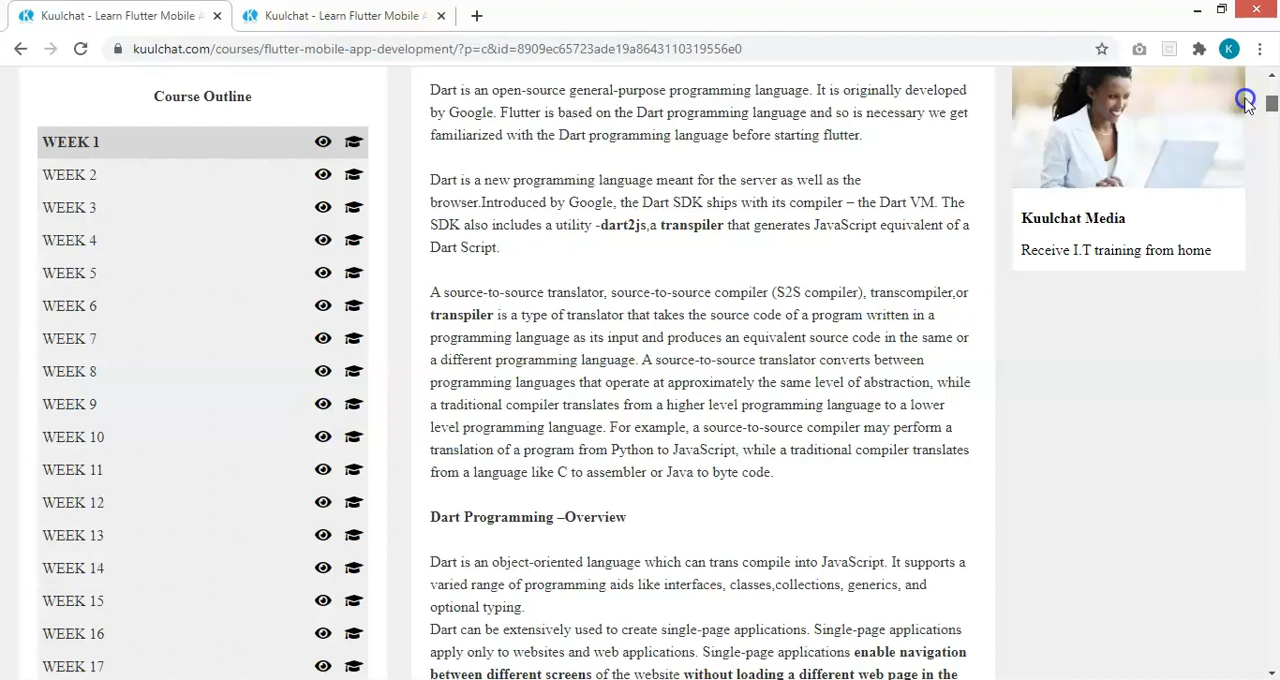 Kuulchat - Learn Flutter Mobile A
Kuulchat - Learn Flutter Mobile A
kuulchat.com/courses/flutter-mobile-app-development/?p=c&id=8909ec65723ade19a8643110319556e0
K
Course Outline
WEEK 1
WEEK 2
WEEK 3
WEEK 4
WEEK 5
WEEK 6
WEEK 7
WEEK 8
WEEK 9
WEEK 10
WEEK 11
WEEK 12
WEEK 13
WEEK 14
WEEK 15
WEEK 16
WEEK 17
Dart is an open-source general-purpose programming language. It is originally developed
by Google. Flutter is based on the Dart programming language and so is necessary we get
familiarized with the Dart programming language before starting flutter.
Dart is a new programming language meant for the server as well as the
browser.Introduced by Google, the Dart SDK ships with its compiler – the Dart VM. The
SDK also includes a utility -dart2js,a transpiler that generates JavaScript equivalent of a
Dart Script.
A source-to-source translator, source-to-source compiler (S2S compiler), transcompiler,or
transpiler is a type of translator that takes the source code of a program written in a
programming language as its input and produces an equivalent source code in the same or
a different programming language. A source-to-source translator converts between
programming languages that operate at approximately the same level of abstraction, while
a traditional compiler translates from a higher level programming language to a lower
level programming language. For example, a source-to-source compiler may perform a
translation of a program from Python to JavaScript, while a traditional compiler translates
from a language like C to assembler or Java to byte code.
Dart Programming –Overview
Dart is an object-oriented language which can trans compile into JavaScript. It supports a
varied range of programming aids like interfaces, classes,collections, generics, and
optional typing.
Dart can be extensively used to create single-page applications. Single-page applications
apply only to websites and web applications. Single-page applications enable navigation
between different screens of the website without loading a different web page in the
Kuulchat Media
Receive I.T training from home